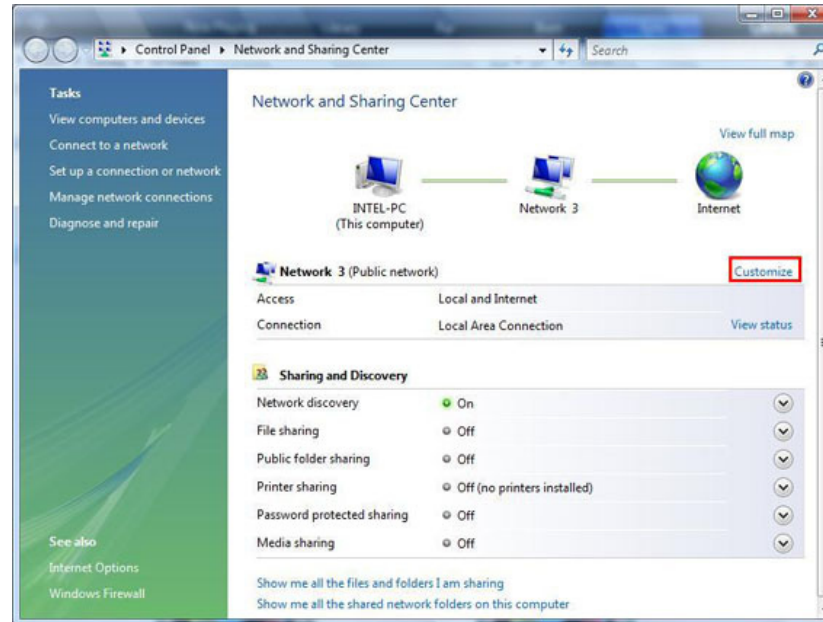 Control Panel
Network and Sharing Center
Search
Tasks
View computers and devices
Connect to a network
Set up a connection or network
Manage network connections
Diagnose and repair
See also
Internet Options
Windows Firewall
Network and Sharing Center
View full map
INTEL-PC
(This computer)
Network 3
Internet
Network 3 (Public network)
Customize
Access Local and Internet
Connection Local Area Connection View status
Sharing and Discovery
Network discovery On
File sharing Off
Public folder sharing Off
Printer sharing Off (no printers installed)
Password protected sharing Off
Media sharing Off
Show me all the files and folders I am sharing
Show me all the shared network folders on this computer